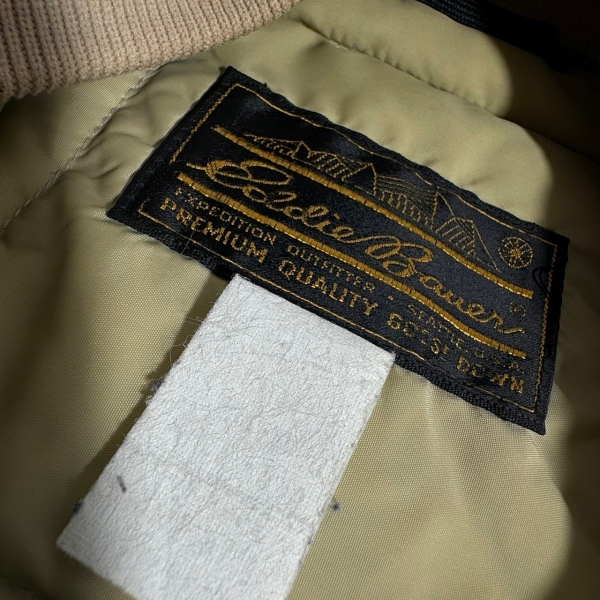 Eddie Bauer
EXPEDITION OUTFITTER • SEATTLE U.S.A.
PREMIUM QUALITY GOOSE DOWN